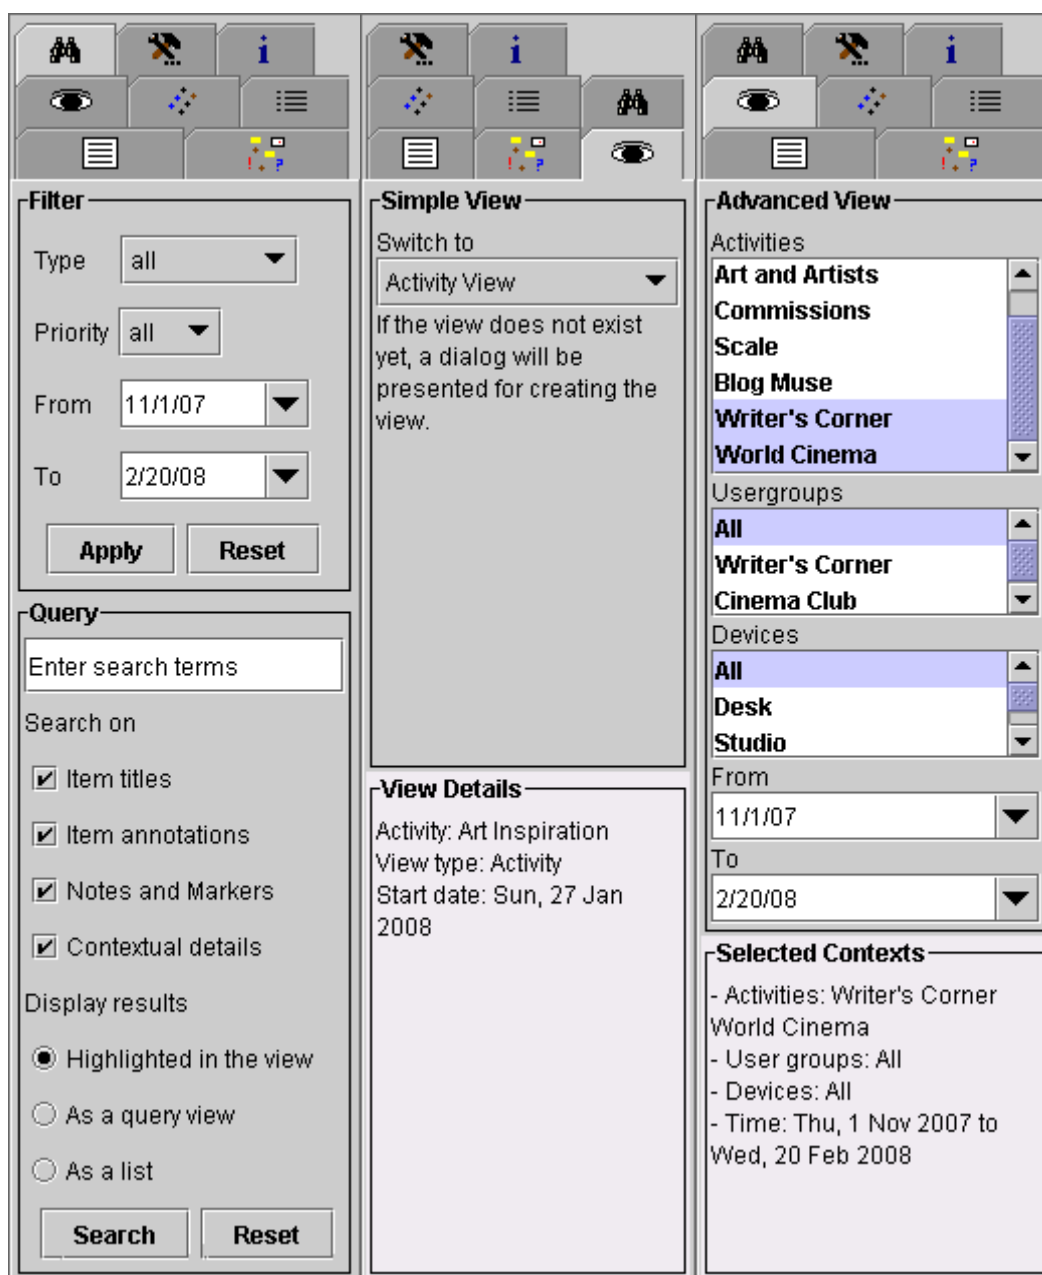 i
Filter
Type all
Priority all
From 11/1/07
To 2/20/08
Apply Reset
Query
Enter search terms
Search on
Item titles
Item annotations
Notes and Markers
Contextual details
Display results
Highlighted in the view
As a query view
As a list
Search Reset
i
! ?
Simple View
Switch to
Activity View
If the view does not exist
yet, a dialog will be
presented for creating the
view.
View Details
Activity: Art Inspiration
View type: Activity
Start date: Sun, 27 Jan
2008
i
! ?
Advanced View
Activities
Art and Artists
Commissions
Scale
Blog Muse
Writer's Corner
World Cinema
Usergroups
All
Writer's Corner
Cinema Club
Devices
All
Desk
Studio
From
11/1/07
To
2/20/08
Selected Contexts
- Activities: Writer's Corner
World Cinema
- User groups: All
- Devices: All
- Time: Thu, 1 Nov 2007 to
Wed, 20 Feb 2008